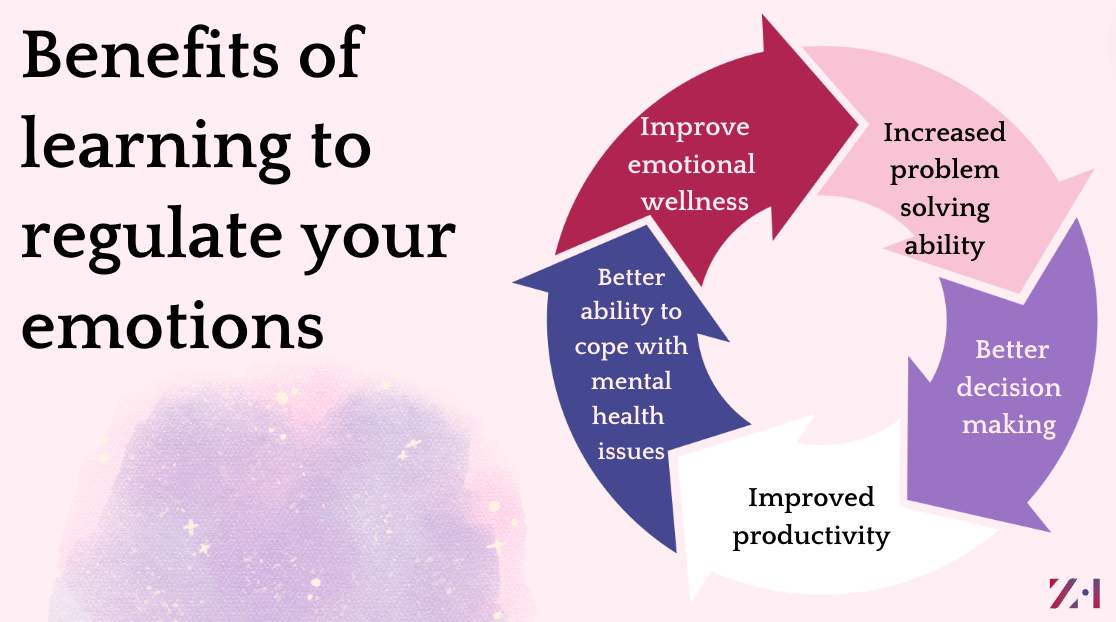 Benefits of
learning to
regulate your
emotions
Improve
emotional
wellness
Increased
problem
solving
ability
Better
decision
making
Improved
productivity
Better
ability to
cope with
mental
health
issues